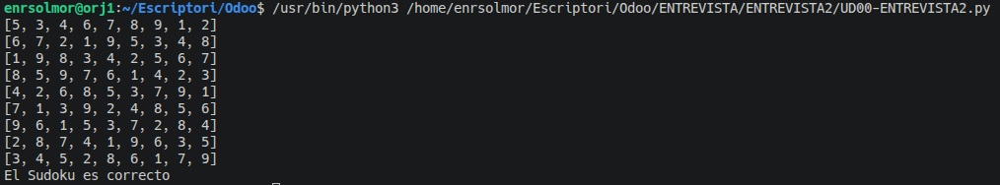 enrsolmor@orj1:~/Escriptori/Odoo$ /usr/bin/python3 /home/enrsolmor/Escriptori/Odoo/ENTREVISTA/ENTREVISTA2/UD00-ENTREVISTA2.py
[5, 3, 4, 6, 7, 8, 9, 1, 2]
[6, 7, 2, 1, 9, 5, 3, 4, 8]
[1, 9, 8, 3, 4, 2, 5, 6, 7]
[8, 5, 9, 7, 6, 1, 4, 2, 3]
[4, 2, 6, 8, 5, 3, 7, 9, 1]
[7, 1, 3, 9, 2, 4, 8, 5, 6]
[9, 6, 1, 5, 3, 7, 2, 8, 4]
[2, 8, 7, 4, 1, 9, 6, 3, 5]
[3, 4, 5, 2, 8, 6, 1, 7, 9]
El Sudoku es correcto